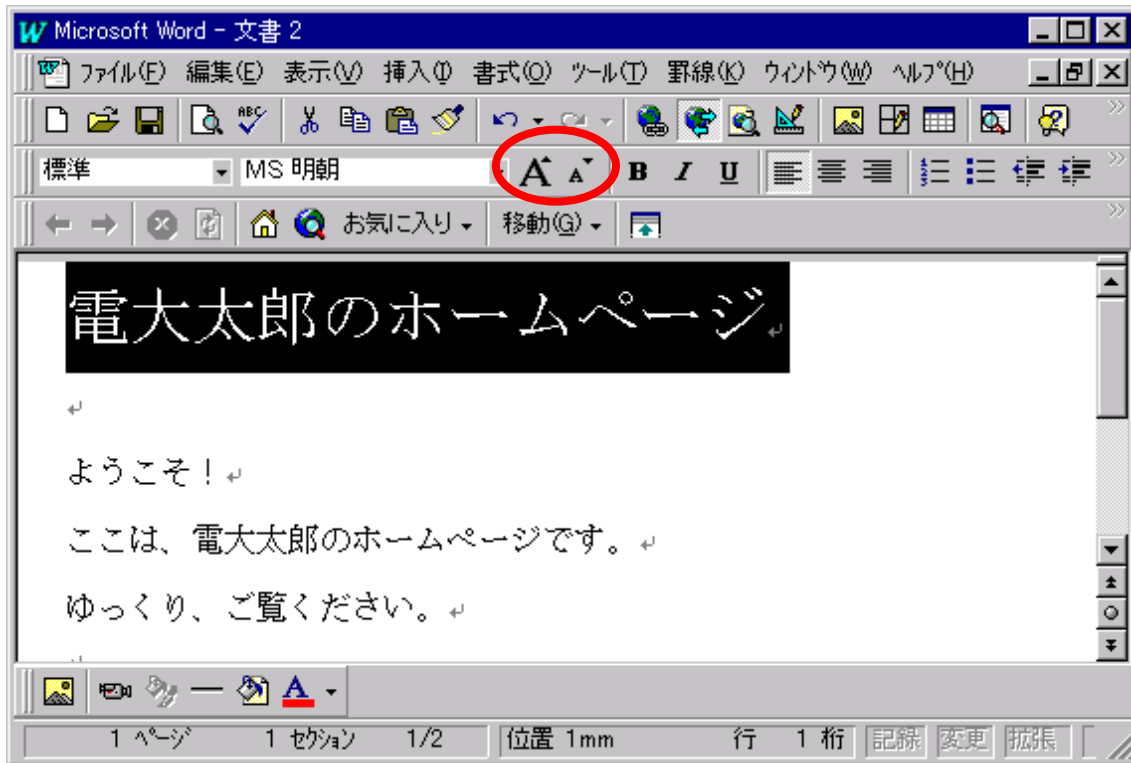 Microsoft Word - 文書 2
ﾌｧｲﾙ(F) 編集(E) 表示(V) 挿入(I) 書式(O) ﾂｰﾙ(T) 罫線(K) ｳｨﾝﾄﾞｳ(W) ﾍﾙﾌﾟ(H)
標準 MS 明朝 A A B I U
お気に入り 移動(G)
電大太郎のホームページ
ようこそ！
ここは、電大太郎のホームページです。
ゆっくり、ご覧ください。
A
1 ﾍﾟｰｼﾞ 1 ｾｸｼｮﾝ 1/2 位置 1mm 行 1 桁 記録 変更 拡張